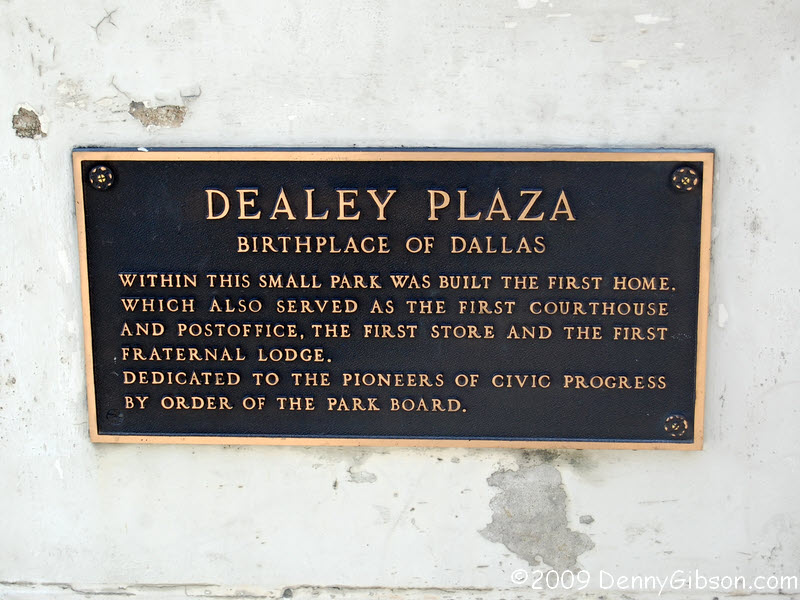 DEALEY PLAZA
BIRTHPLACE OF DALLAS
WITHIN THIS SMALL PARK WAS BUILT THE FIRST HOME.
WHICH ALSO SERVED AS THE FIRST COURTHOUSE
AND POSTOFFICE, THE FIRST STORE AND THE FIRST
FRATERNAL LODGE.
DEDICATED TO THE PIONEERS OF CIVIC PROGRESS
BY ORDER OF THE PARK BOARD.
©2009 DennyGibson.com